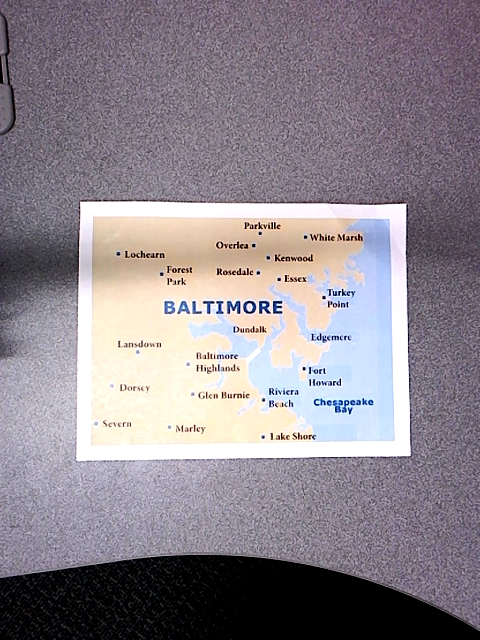 Parkville
White Marsh
Overlea
Lochearn
Kenwood
Forest
Park
Rosedale
Essex
Turkey
Point
BALTIMORE
Dundalk
Edgemere
Lansdown
Baltimore
Highlands
Fort
Howard
Dorsey
Glen Burnie
Riviera
Beach
Chesapeake
Bay
Severn
Marley
Lake Shore